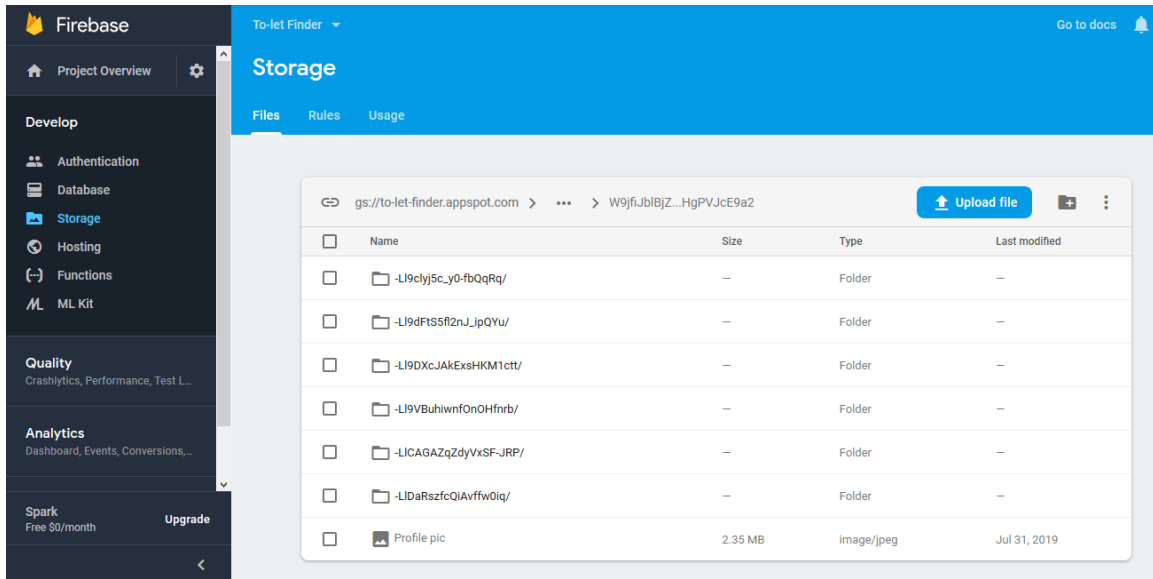 Firebase
To-let Finder
Go to docs
Project Overview
Storage
Files Rules Usage
Develop
Authentication
Database
Storage
Hosting
Functions
ML Kit
Quality
Crashlytics, Performance, Test L...
Analytics
Dashboard, Events, Conversions,...
Spark
Free $0/month
Upgrade
gs://to-let-finder.appspot.com > ... > W9jfiJblBjZ...HgPVJcE9a2
Upload file
Name Size Type Last modified
-Ll9clyj5c_y0-fbQqRq/ — Folder —
-Ll9dFtS5fl2nJ_ipQYu/ — Folder —
-Ll9DXcJAkExsHKM1ctt/ — Folder —
-Ll9VBuhiwnfOnOHfnrb/ — Folder —
-LlCAGAZqZdyVxSF-JRP/ — Folder —
-LlDaRszfcQiAvffw0iq/ — Folder —
Profile pic 2.35 MB image/jpeg Jul 31, 2019